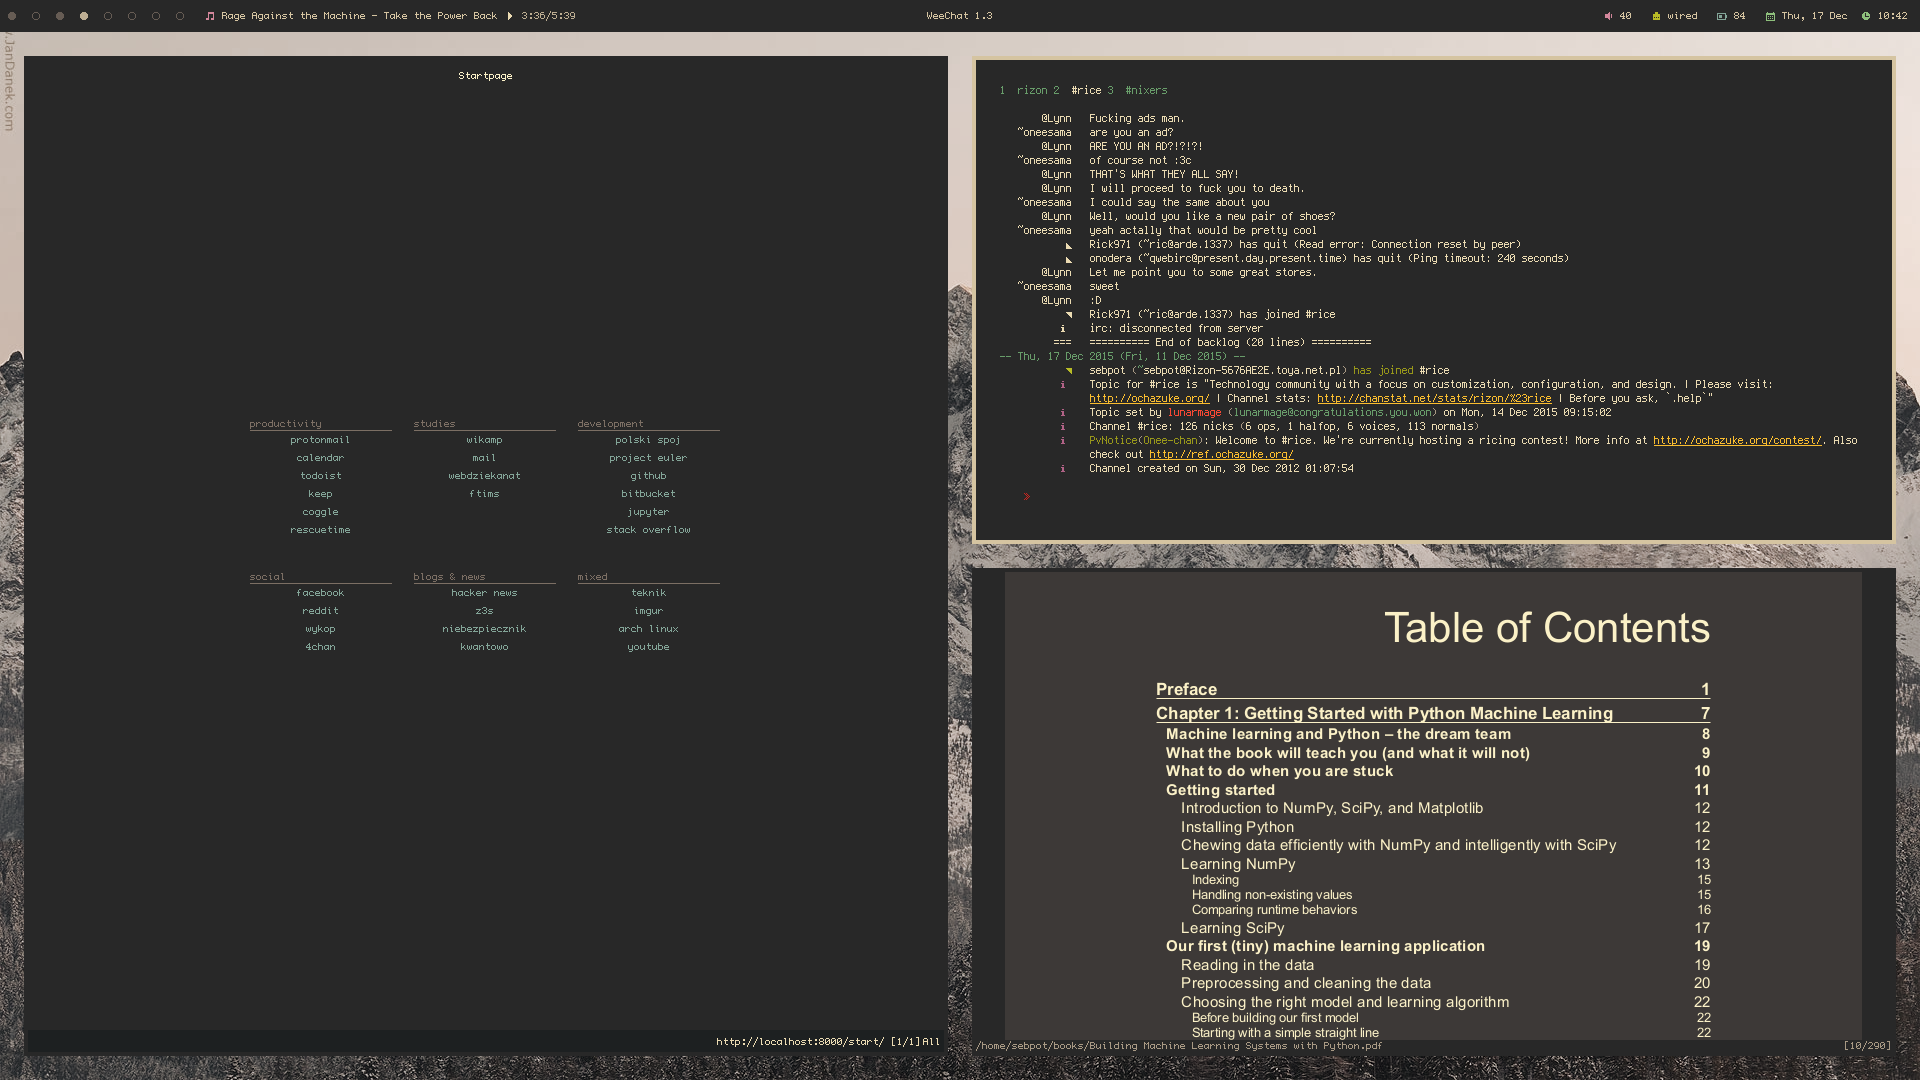 Rage Against the Machine - Take the Power Back 3:36/5:39
WeeChat 1.3
40 wired 84 Thu, 17 Dec 10:42
.JanDanek.com
Startpage
productivity
protonmail
calendar
todoist
keep
coggle
rescuetime
studies
wikamp
mail
webdziekanat
ftims
development
polski spoj
project euler
github
bitbucket
jupyter
stack overflow
social
facebook
reddit
wykop
4chan
blogs & news
hacker news
z3s
niebezpiecznik
kwantowo
mixed
teknik
imgur
arch linux
youtube
http://localhost:8000/start/ [1/1]All
1 rizon 2 #rice 3 #nixers
@Lynn Fucking ads man.
~oneesama are you an ad?
@Lynn ARE YOU AN AD?!?!?!
~oneesama of course not :3c
@Lynn THAT'S WHAT THEY ALL SAY!
@Lynn I will proceed to fuck you to death.
~oneesama I could say the same about you
@Lynn Well, would you like a new pair of shoes?
~oneesama yeah actally that would be pretty cool
◣ Rick971 (~ric@arde.1337) has quit (Read error: Connection reset by peer)
◣ onodera (~qwebirc@present.day.present.time) has quit (Ping timeout: 240 seconds)
@Lynn Let me point you to some great stores.
~oneesama sweet
@Lynn :D
◥ Rick971 (~ric@arde.1337) has joined #rice
i irc: disconnected from server
=== ========== End of backlog (20 lines) ==========
-- Thu, 17 Dec 2015 (Fri, 11 Dec 2015) --
◥ sebpot (~sebpot@Rizon-5676AE2E.toya.net.pl) has joined #rice
i Topic for #rice is "Technology community with a focus on customization, configuration, and design. | Please visit:
http://ochazuke.org/ | Channel stats: http://chanstat.net/stats/rizon/%23rice | Before you ask, `.help`"
i Topic set by lunarmage (lunarmage@congratulations.you.won) on Mon, 14 Dec 2015 09:15:02
i Channel #rice: 126 nicks (6 ops, 1 halfop, 6 voices, 113 normals)
i PvNotice(Onee-chan): Welcome to #rice. We're currently hosting a ricing contest! More info at http://ochazuke.org/contest/. Also
check out http://ref.ochazuke.org/
i Channel created on Sun, 30 Dec 2012 01:07:54
»
Table of Contents
Preface 1
Chapter 1: Getting Started with Python Machine Learning 7
Machine learning and Python – the dream team 8
What the book will teach you (and what it will not) 9
What to do when you are stuck 10
Getting started 11
Introduction to NumPy, SciPy, and Matplotlib 12
Installing Python 12
Chewing data efficiently with NumPy and intelligently with SciPy 12
Learning NumPy 13
Indexing 15
Handling non-existing values 15
Comparing runtime behaviors 16
Learning SciPy 17
Our first (tiny) machine learning application 19
Reading in the data 19
Preprocessing and cleaning the data 20
Choosing the right model and learning algorithm 22
Before building our first model 22
Starting with a simple straight line 22
/home/sebpot/books/Building Machine Learning Systems with Python.pdf [10/290]